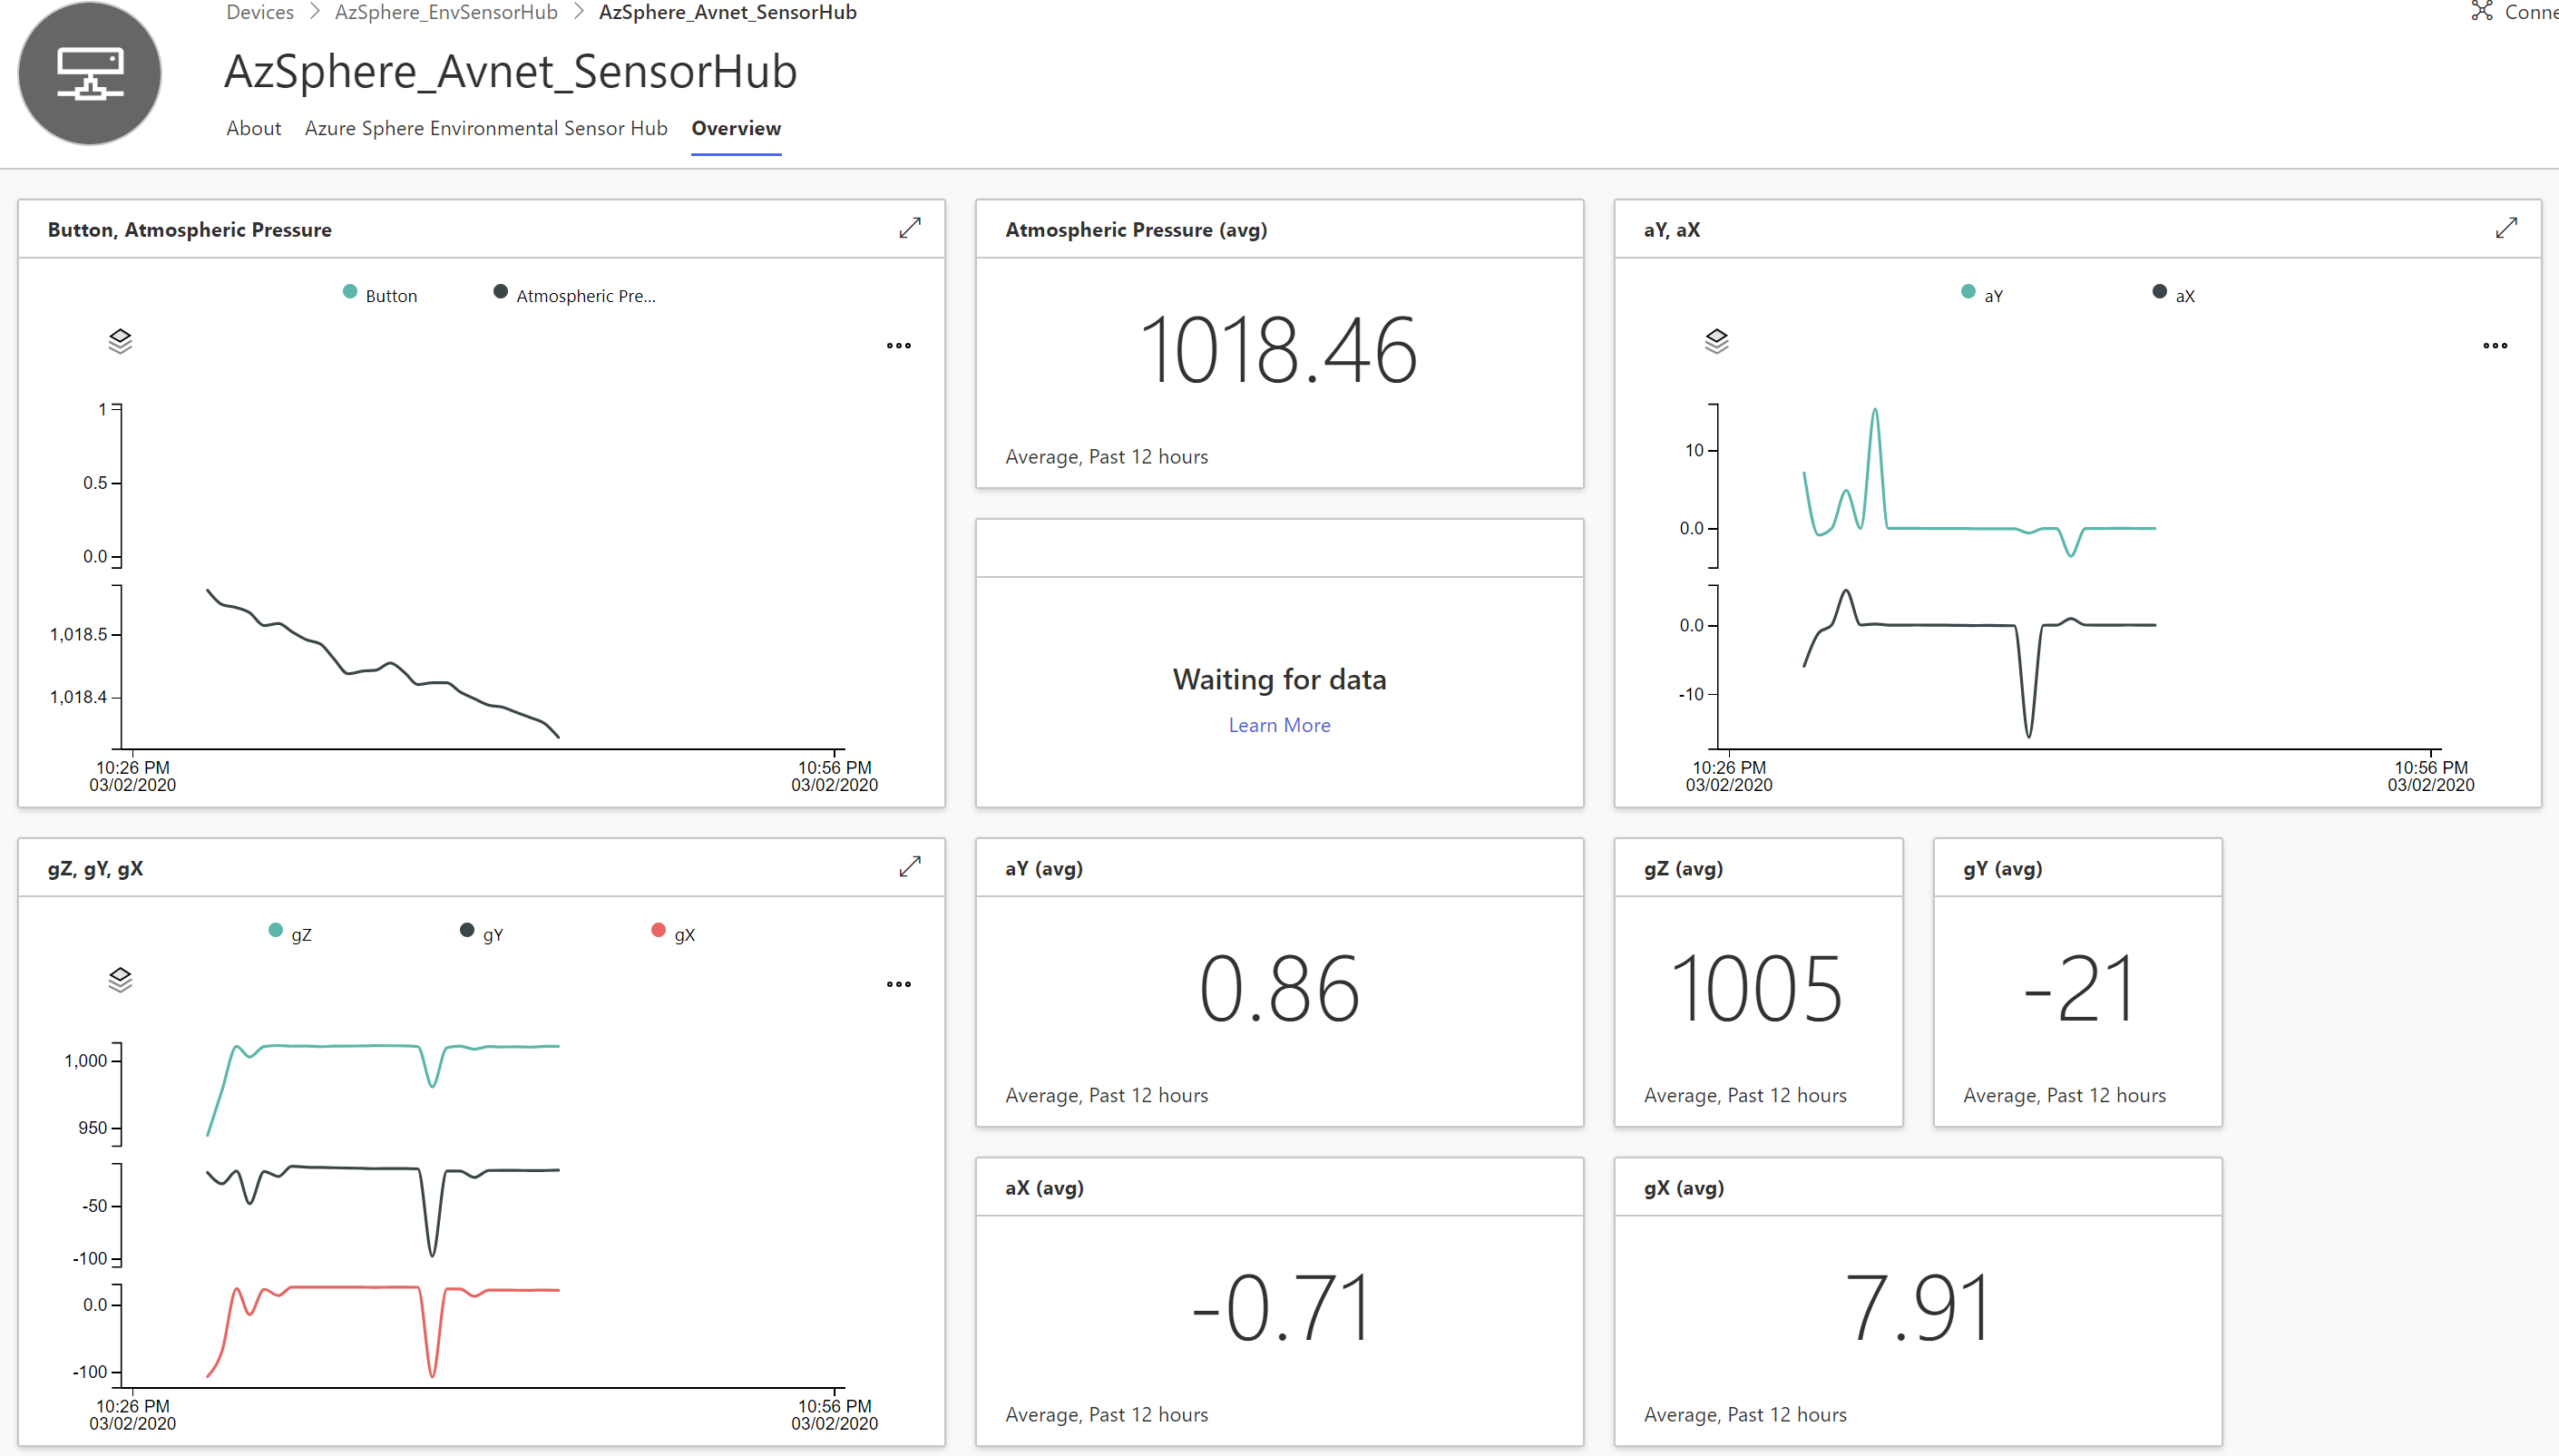 Devices > AzSphere_EnvSensorHub > AzSphere_Avnet_SensorHub
Conne
AzSphere_Avnet_SensorHub
About Azure Sphere Environmental Sensor Hub Overview
Button, Atmospheric Pressure
Button Atmospheric Pre...
1
0.5
0.0
1,018.5
1,018.4
10:26 PM 10:56 PM
03/02/2020 03/02/2020
Atmospheric Pressure (avg)
1018.46
Average, Past 12 hours
Waiting for data
Learn More
aY, aX
aY aX
10
0.0
0.0
-10
10:26 PM 10:56 PM
03/02/2020 03/02/2020
gZ, gY, gX
gZ gY gX
1,000
950
-50
-100
0.0
-100
10:26 PM 10:56 PM
03/02/2020 03/02/2020
aY (avg)
0.86
Average, Past 12 hours
gZ (avg)
1005
Average, Past 12 hours
gY (avg)
-21
Average, Past 12 hours
aX (avg)
-0.71
Average, Past 12 hours
gX (avg)
7.91
Average, Past 12 hours